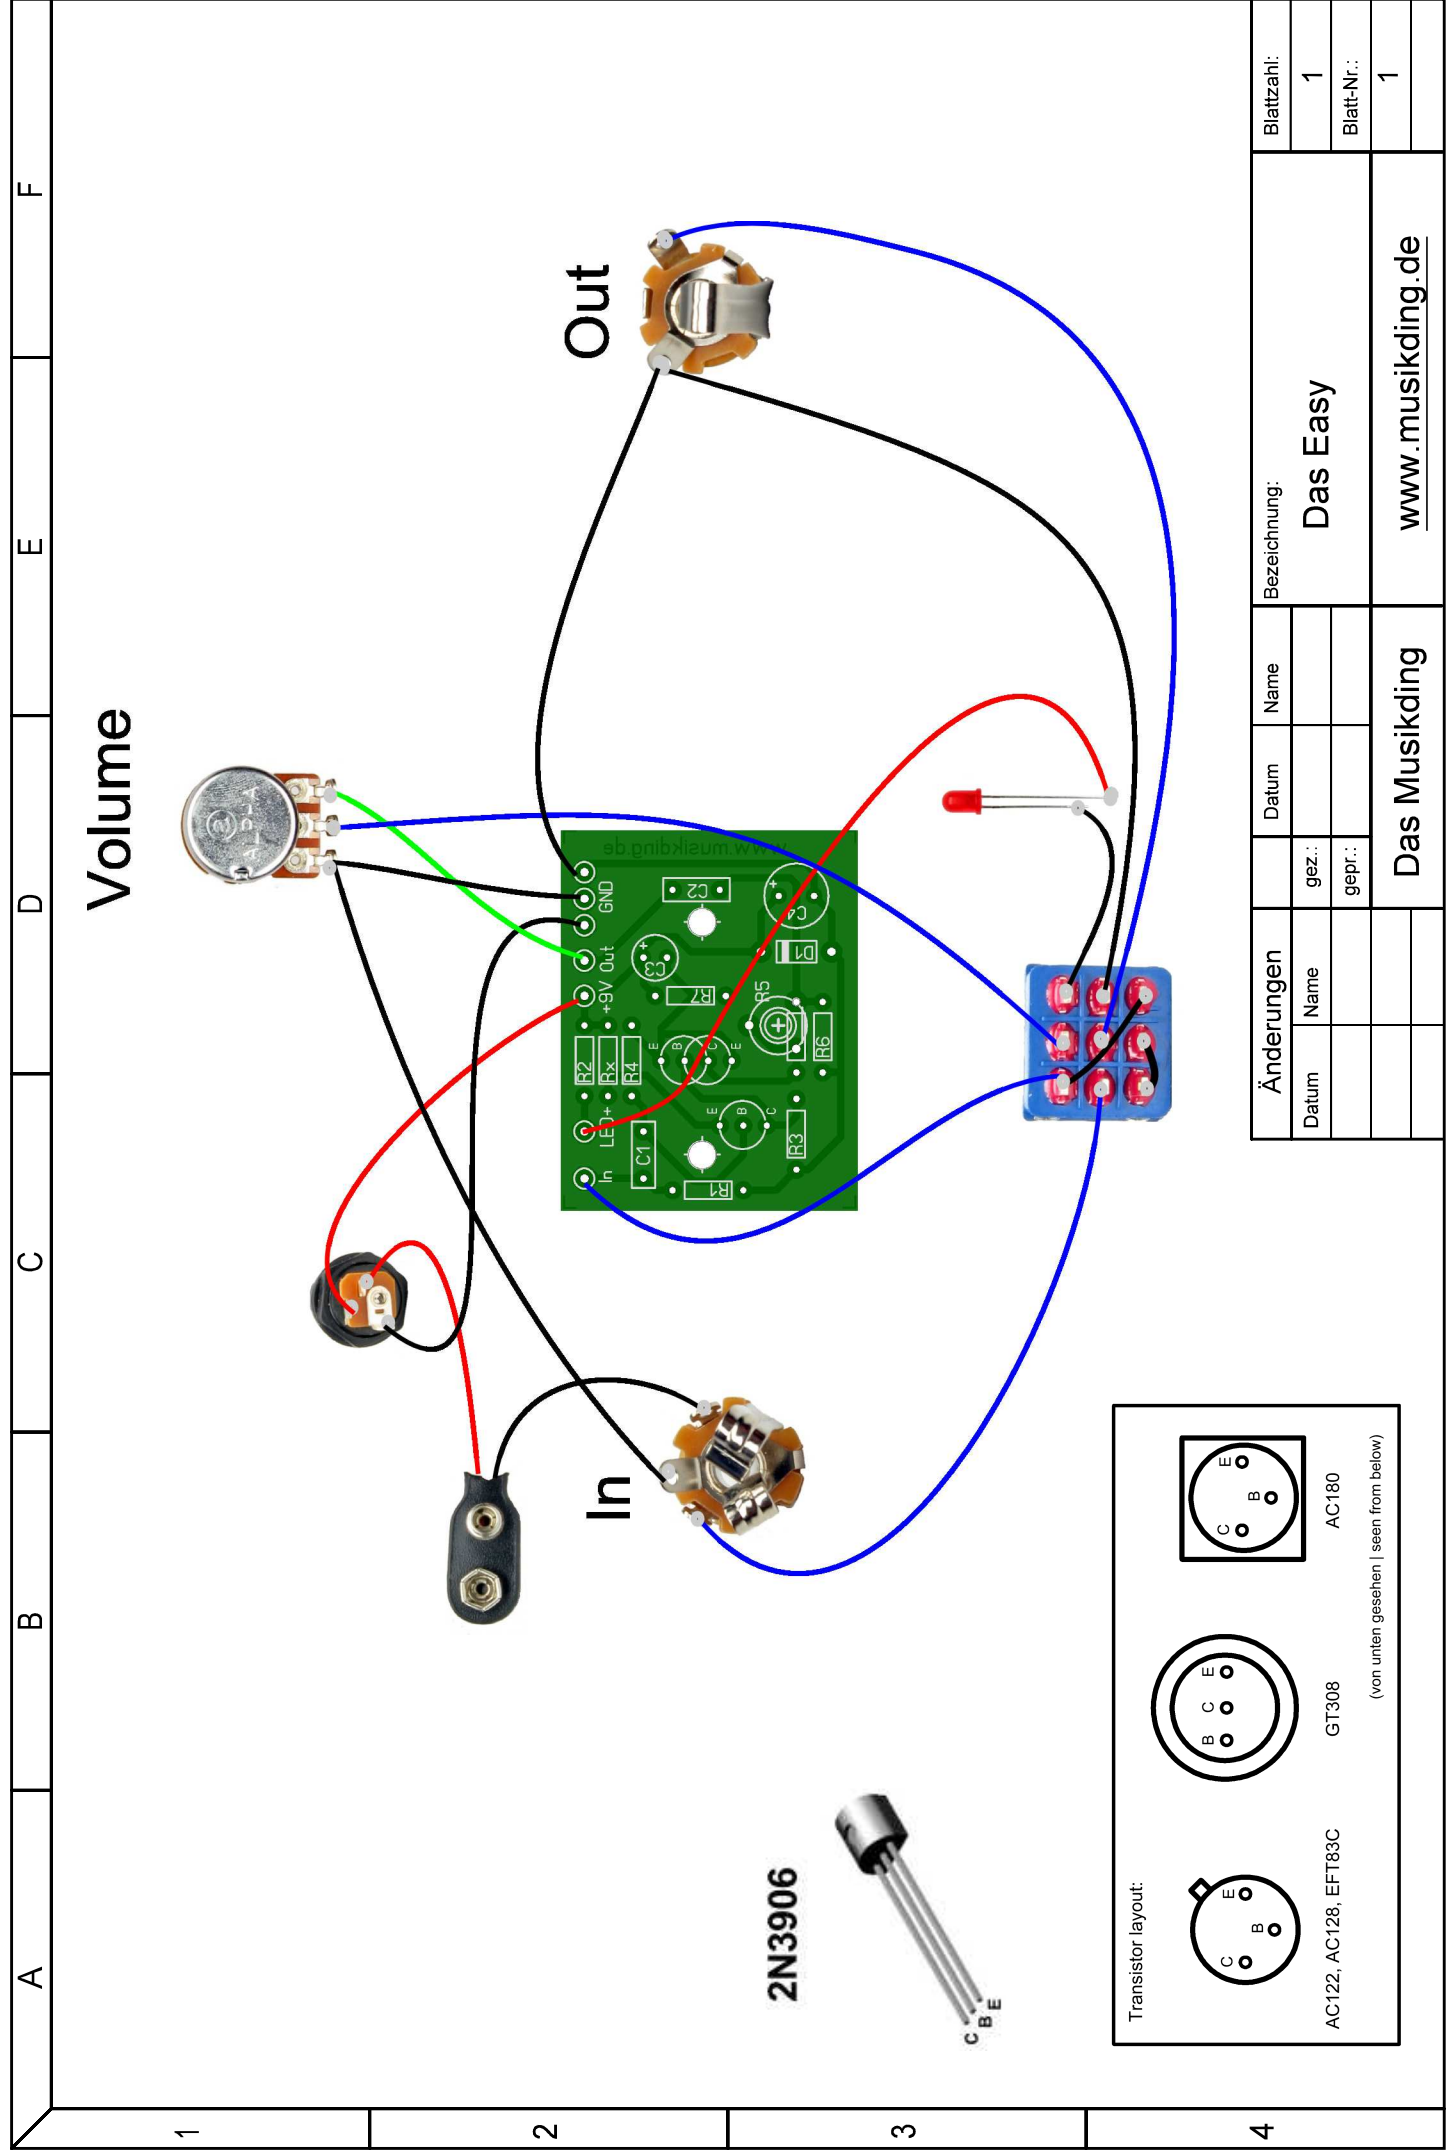 A
B
C
D
E
F
1
2
3
4
Volume
Out
In
www.musikding.de
In
LED+
+9V
Out
GND
R2
Rx
R4
C1
R1
R3
R7
R5
R6
C3
C2
C4
D1
E
B
C
E
B
C
E
+
+
2N3906
C
B
E
Transistor layout:
C
B
E
B
C
E
C
B
E
AC122, AC128, EFT83C
GT308
AC180
(von unten gesehen | seen from below)
Änderungen
Datum
Name
Datum
Name
gez.:
gepr.:
Bezeichnung:
Das Easy
Das Musikding
www.musikding.de
Blattzahl:
1
Blatt-Nr.:
1